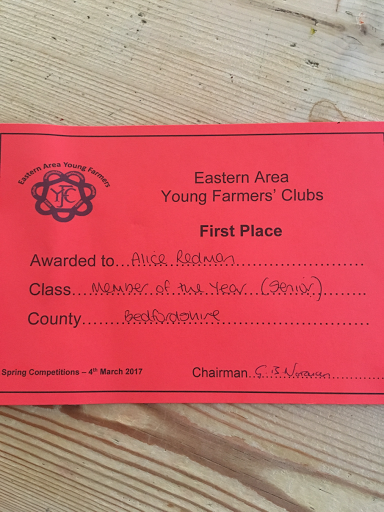 Eastern Area Young Farmers
YFC
Eastern Area
Young Farmers' Clubs
First Place
Awarded to...Alice Redman
Class...Member of the Year (Senior)
County...Bedfordshire
Spring Competitions – 4th March 2017
Chairman...G B Norman